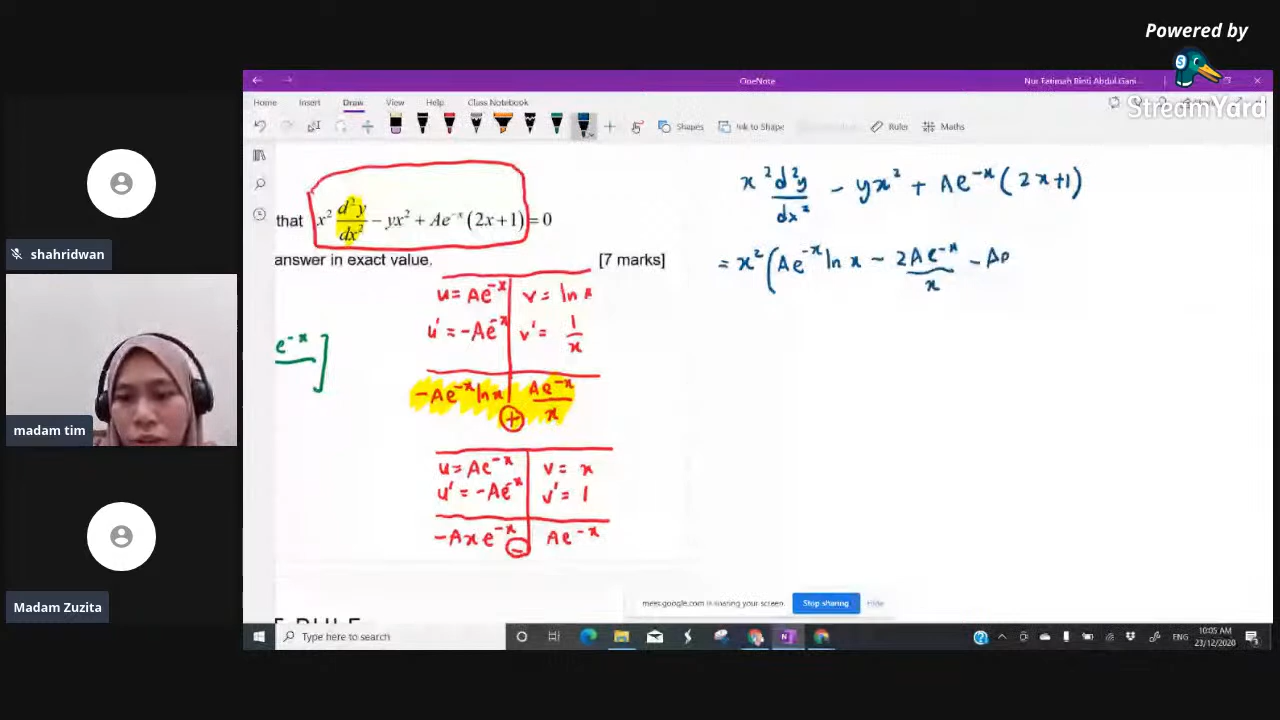 Powered by
StreamYard
OneNote
Nur Fatimah Binti Abdul Gani
Home Insert Draw View Help Class Notebook
Shapes Ink to Shape Ruler Maths
that x² d²y/dx² − yx² + Ae⁻ˣ(2x+1) = 0
answer in exact value. [7 marks]
e⁻ˣ ]
u = Ae⁻ˣ v = ln x
u' = -Ae⁻ˣ v' = 1/x
-Ae⁻ˣ ln x + Ae⁻ˣ/x
u = Ae⁻ˣ v = x
u' = -Ae⁻ˣ v' = 1
-Axe⁻ˣ - Ae⁻ˣ
x² d²y/dx² - yx² + Ae⁻ˣ(2x+1)
= x²(Ae⁻ˣ ln x - 2Ae⁻ˣ/x - Ae
shahridwan
madam tim
Madam Zuzita
meet.google.com is sharing your screen. Stop sharing Hide
Type here to search
ENG
10:05 AM
23/12/2020